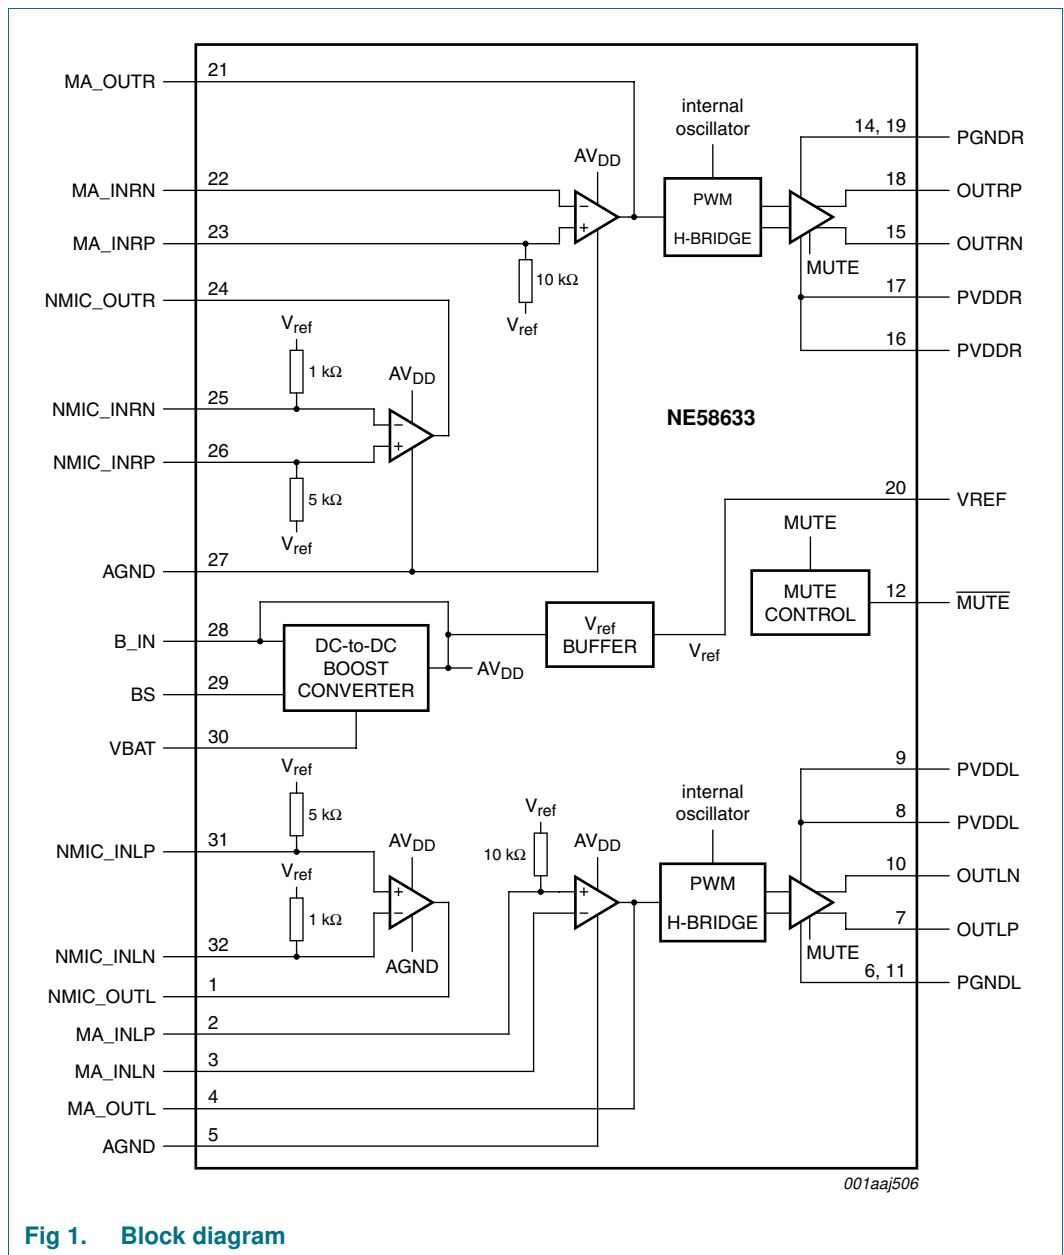 MA_OUTR
21
internal
oscillator
14, 19
PGNDR
AVDD
MA_INRN
22
PWM
H-BRIDGE
18
OUTRP
−
+
MA_INRP
23
15
OUTRN
MUTE
10 kΩ
Vref
NMIC_OUTR
24
17
PVDDR
Vref
1 kΩ
AVDD
16
PVDDR
NMIC_INRN
25
−
+
NE58633
NMIC_INRP
26
5 kΩ
Vref
20
VREF
MUTE
AGND
27
MUTE
CONTROL
12
MUTE
B_IN
28
DC-to-DC
BOOST
CONVERTER
Vref
BUFFER
Vref
AVDD
BS
29
VBAT
30
Vref
5 kΩ
internal
oscillator
9
PVDDL
Vref
10 kΩ
AVDD
8
PVDDL
NMIC_INLP
31
AVDD
Vref
1 kΩ
+
−
+
−
PWM
H-BRIDGE
10
OUTLN
7
OUTLP
MUTE
NMIC_INLN
32
AGND
6, 11
PGNDL
NMIC_OUTL
1
MA_INLP
2
MA_INLN
3
MA_OUTL
4
AGND
5
001aaj506
Fig 1. Block diagram